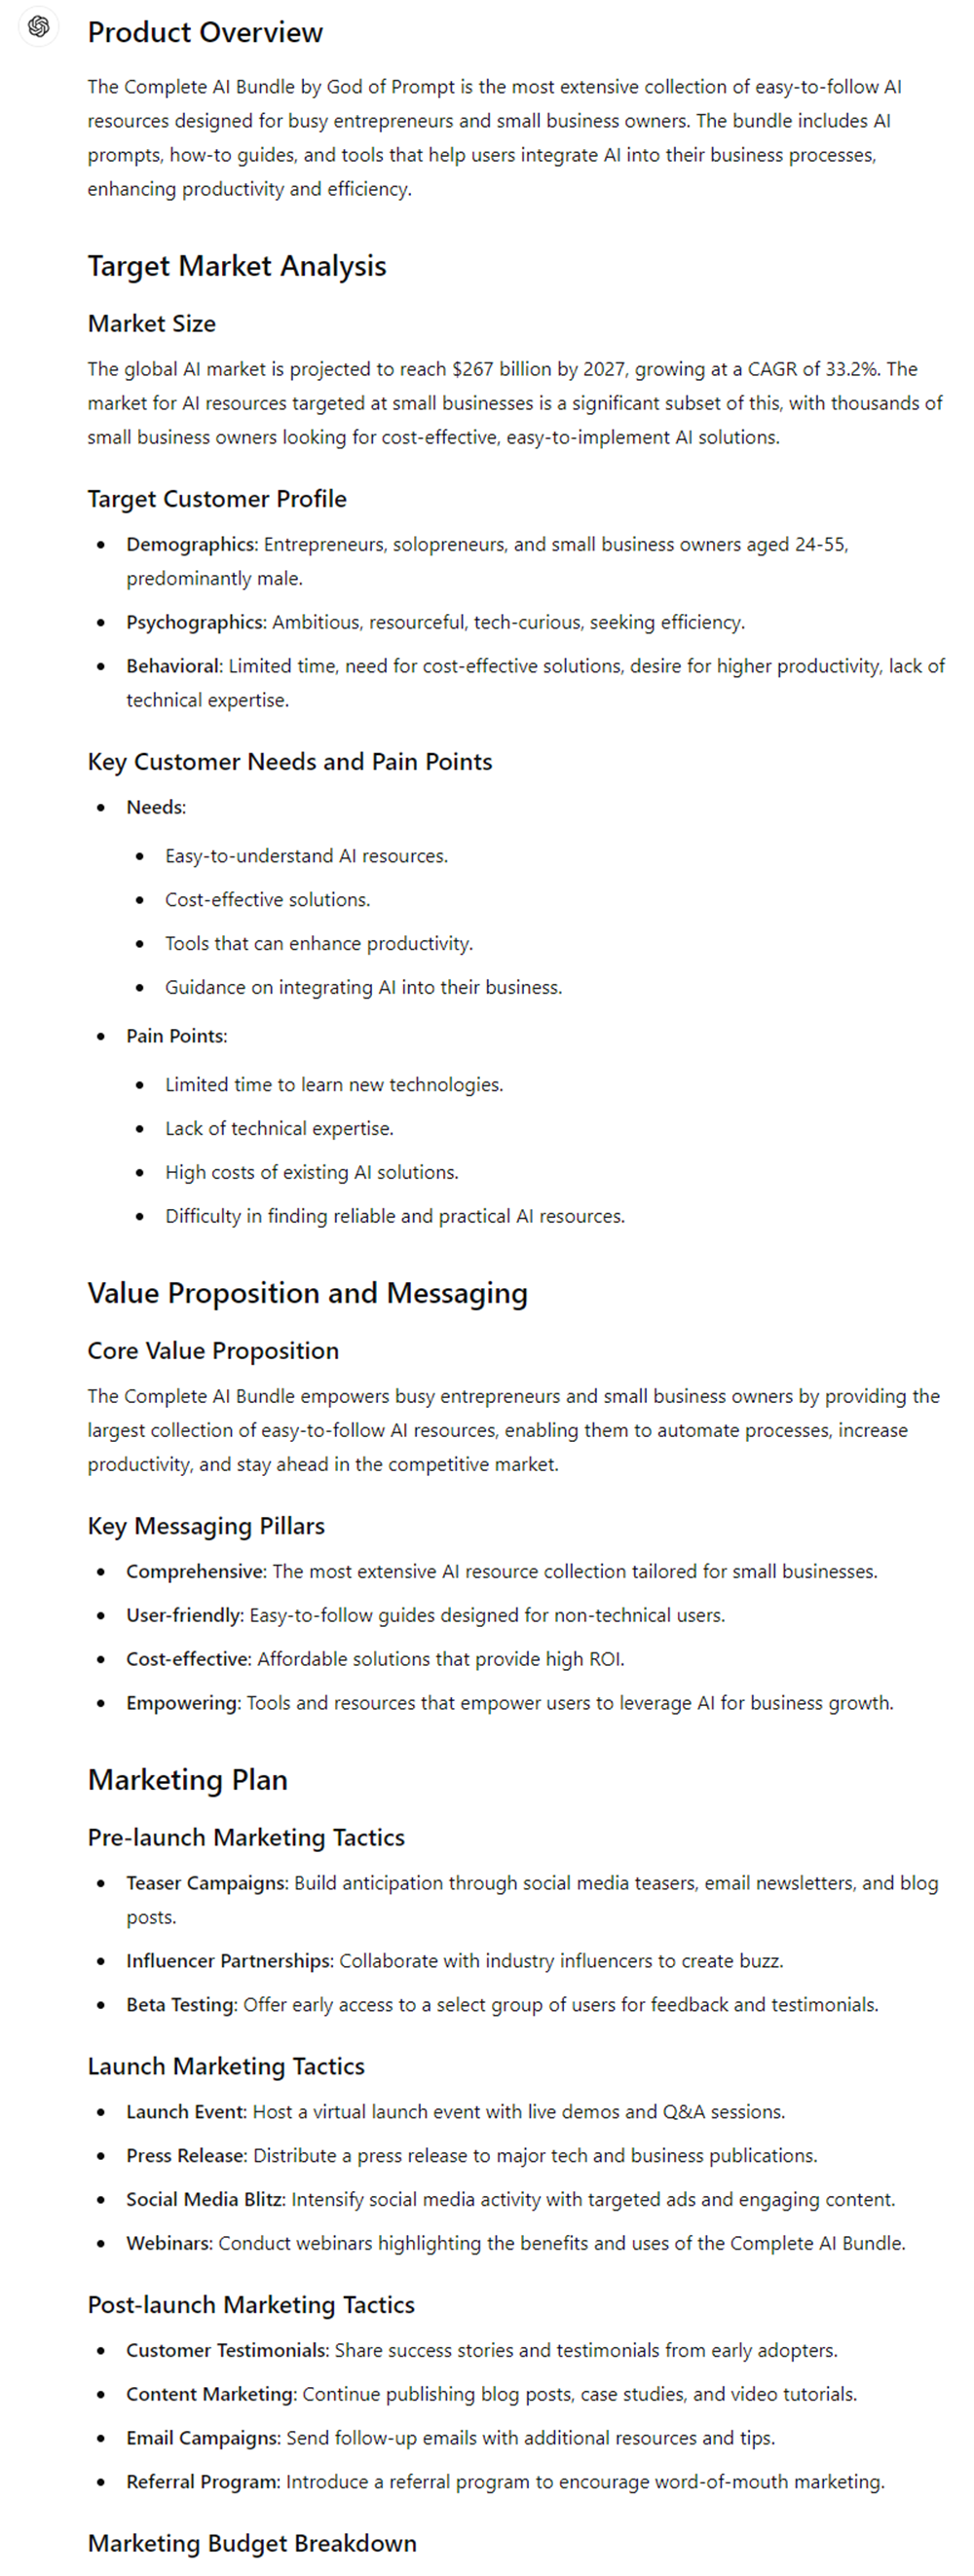 Product Overview
The Complete AI Bundle by God of Prompt is the most extensive collection of easy-to-follow AI
resources designed for busy entrepreneurs and small business owners. The bundle includes AI
prompts, how-to guides, and tools that help users integrate AI into their business processes,
enhancing productivity and efficiency.
Target Market Analysis
Market Size
The global AI market is projected to reach $267 billion by 2027, growing at a CAGR of 33.2%. The
market for AI resources targeted at small businesses is a significant subset of this, with thousands of
small business owners looking for cost-effective, easy-to-implement AI solutions.
Target Customer Profile
• Demographics: Entrepreneurs, solopreneurs, and small business owners aged 24-55,
predominantly male.
• Psychographics: Ambitious, resourceful, tech-curious, seeking efficiency.
• Behavioral: Limited time, need for cost-effective solutions, desire for higher productivity, lack of
technical expertise.
Key Customer Needs and Pain Points
• Needs:
• Easy-to-understand AI resources.
• Cost-effective solutions.
• Tools that can enhance productivity.
• Guidance on integrating AI into their business.
• Pain Points:
• Limited time to learn new technologies.
• Lack of technical expertise.
• High costs of existing AI solutions.
• Difficulty in finding reliable and practical AI resources.
Value Proposition and Messaging
Core Value Proposition
The Complete AI Bundle empowers busy entrepreneurs and small business owners by providing the
largest collection of easy-to-follow AI resources, enabling them to automate processes, increase
productivity, and stay ahead in the competitive market.
Key Messaging Pillars
• Comprehensive: The most extensive AI resource collection tailored for small businesses.
• User-friendly: Easy-to-follow guides designed for non-technical users.
• Cost-effective: Affordable solutions that provide high ROI.
• Empowering: Tools and resources that empower users to leverage AI for business growth.
Marketing Plan
Pre-launch Marketing Tactics
• Teaser Campaigns: Build anticipation through social media teasers, email newsletters, and blog
posts.
• Influencer Partnerships: Collaborate with industry influencers to create buzz.
• Beta Testing: Offer early access to a select group of users for feedback and testimonials.
Launch Marketing Tactics
• Launch Event: Host a virtual launch event with live demos and Q&A sessions.
• Press Release: Distribute a press release to major tech and business publications.
• Social Media Blitz: Intensify social media activity with targeted ads and engaging content.
• Webinars: Conduct webinars highlighting the benefits and uses of the Complete AI Bundle.
Post-launch Marketing Tactics
• Customer Testimonials: Share success stories and testimonials from early adopters.
• Content Marketing: Continue publishing blog posts, case studies, and video tutorials.
• Email Campaigns: Send follow-up emails with additional resources and tips.
• Referral Program: Introduce a referral program to encourage word-of-mouth marketing.
Marketing Budget Breakdown